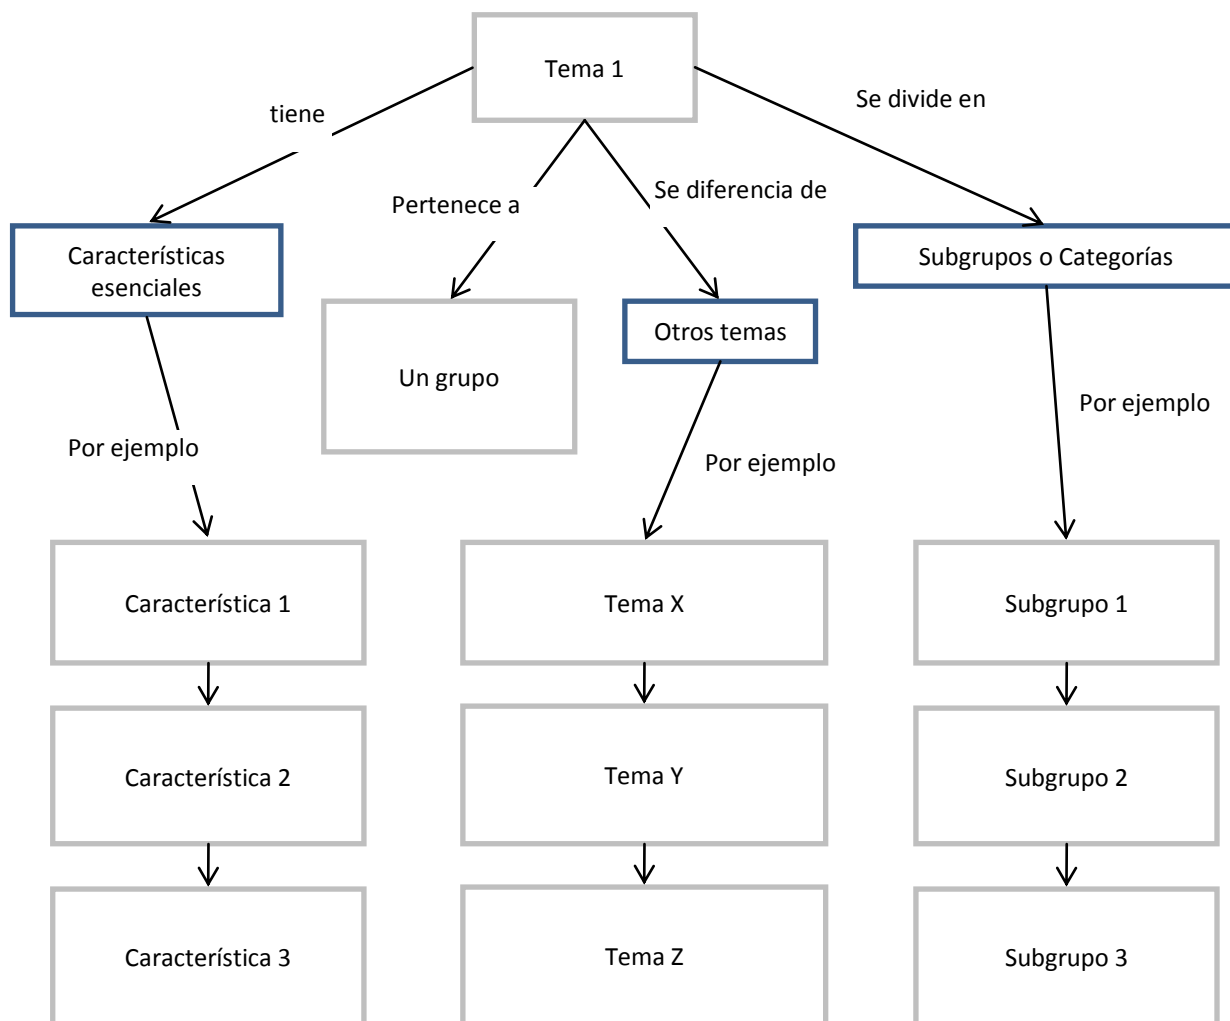 Tema 1
tiene
Se divide en
Pertenece a
Se diferencia de
Características
esenciales
Un grupo
Otros temas
Subgrupos o Categorías
Por ejemplo
Por ejemplo
Por ejemplo
Característica 1
Tema X
Subgrupo 1
Característica 2
Tema Y
Subgrupo 2
Característica 3
Tema Z
Subgrupo 3